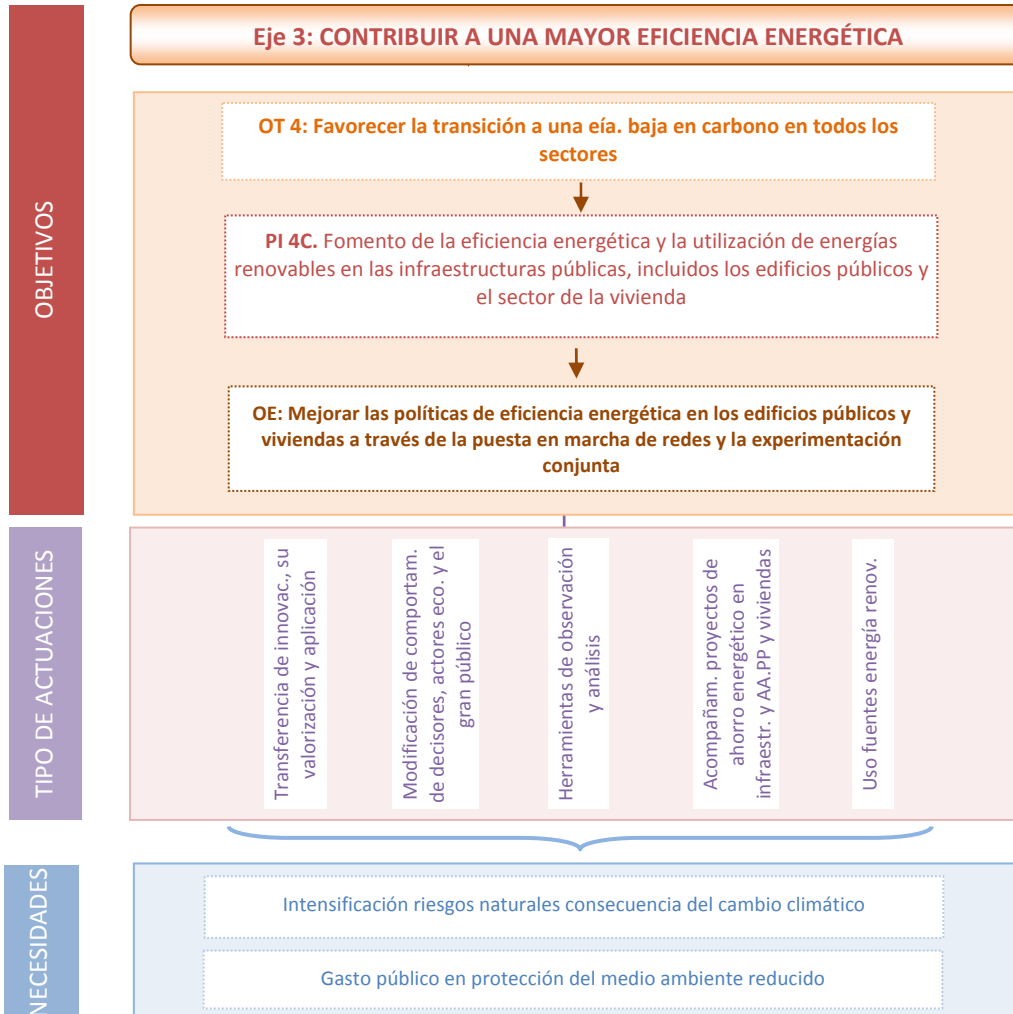 Eje 3: CONTRIBUIR A UNA MAYOR EFICIENCIA ENERGÉTICA
OBJETIVOS
OT 4: Favorecer la transición a una eía. baja en carbono en todos los
sectores
PI 4C. Fomento de la eficiencia energética y la utilización de energías
renovables en las infraestructuras públicas, incluidos los edificios públicos y
el sector de la vivienda
OE: Mejorar las políticas de eficiencia energética en los edificios públicos y
viviendas a través de la puesta en marcha de redes y la experimentación
conjunta
TIPO DE ACTUACIONES
Transferencia de innovac., su
valorización y aplicación
Modificación de comportam.
de decisores, actores eco. y el
gran público
Herramientas de observación
y análisis
Acompañam. proyectos de
ahorro energético en
infraestr. y AA.PP y viviendas
Uso fuentes energía renov.
NECESIDADES
Intensificación riesgos naturales consecuencia del cambio climático
Gasto público en protección del medio ambiente reducido